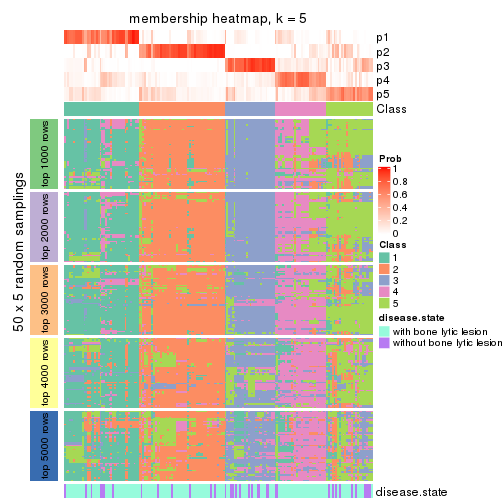 membership heatmap, k = 5
p1
p2
p3
p4
p5
Class
50 x 5 random samplings
top 1000 rows
top 2000 rows
top 3000 rows
top 4000 rows
top 5000 rows
disease.state
Prob
1
0.8
0.6
0.4
0.2
0
Class
1
2
3
4
5
disease.state
with bone lytic lesion
without bone lytic lesion